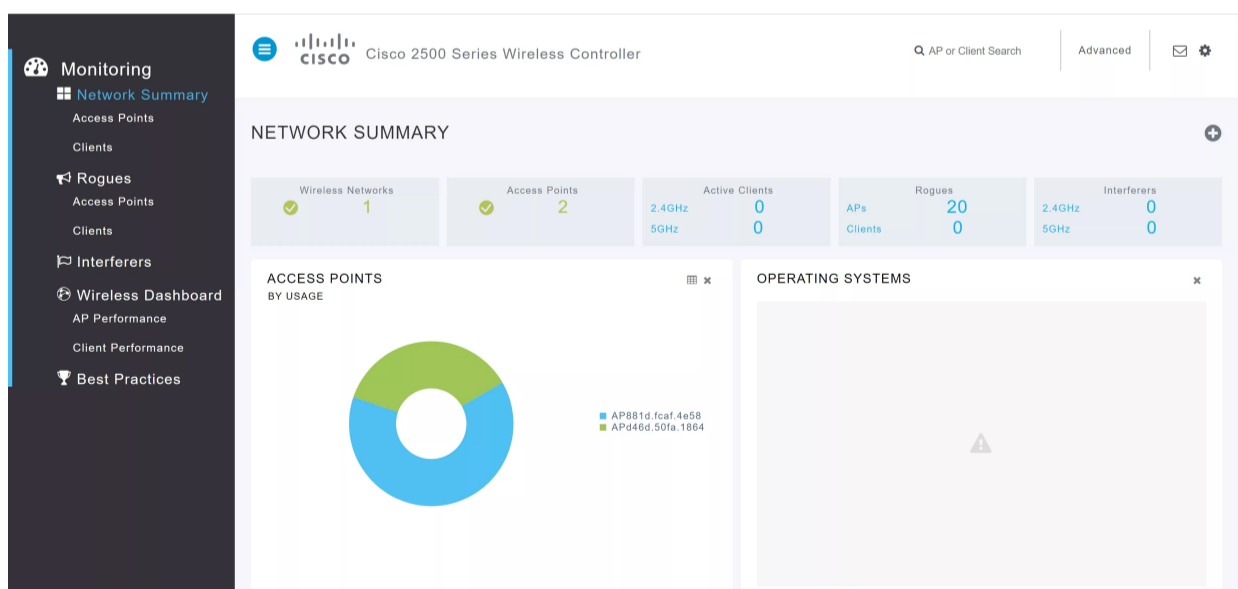 Monitoring
Network Summary
Access Points
Clients
Rogues
Access Points
Clients
Interferers
Wireless Dashboard
AP Performance
Client Performance
Best Practices
CISCO Cisco 2500 Series Wireless Controller
AP or Client Search
Advanced
NETWORK SUMMARY
Wireless Networks
1
Access Points
2
Active Clients
2.4GHz 0
5GHz 0
Rogues
APs 20
Clients 0
Interferers
2.4GHz 0
5GHz 0
ACCESS POINTS
BY USAGE
AP881d.fcaf.4e58
APd46d.50fa.1864
OPERATING SYSTEMS